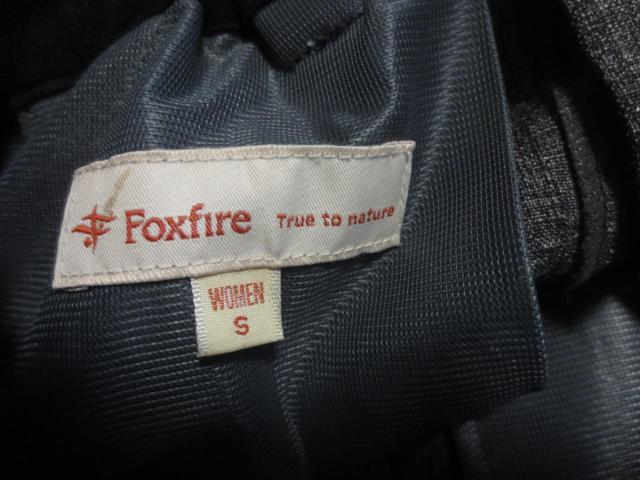 Foxfire True to nature
WOMEN
S